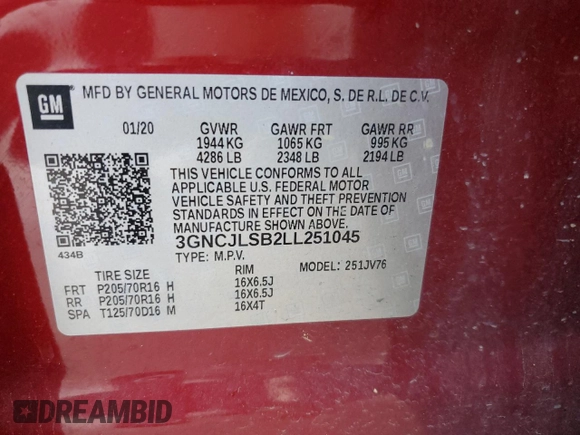 GM
MFD BY GENERAL MOTORS DE MEXICO, S. DE R.L. DE C.V.
01/20 GVWR GAWR FRT GAWR RR
1944 KG 1065 KG 995 KG
4286 LB 2348 LB 2194 LB
THIS VEHICLE CONFORMS TO ALL
APPLICABLE U.S. FEDERAL MOTOR
VEHICLE SAFETY AND THEFT PREVENTION
STANDARDS IN EFFECT ON THE DATE OF
MANUFACTURE SHOWN ABOVE.
434B
3GNCJLSB2LL251045
TYPE: M.P.V. MODEL: 251JV76
TIRE SIZE RIM
FRT P205/70R16 H 16X6.5J
RR P205/70R16 H 16X6.5J
SPA T125/70D16 M 16X4T
DREAMBID